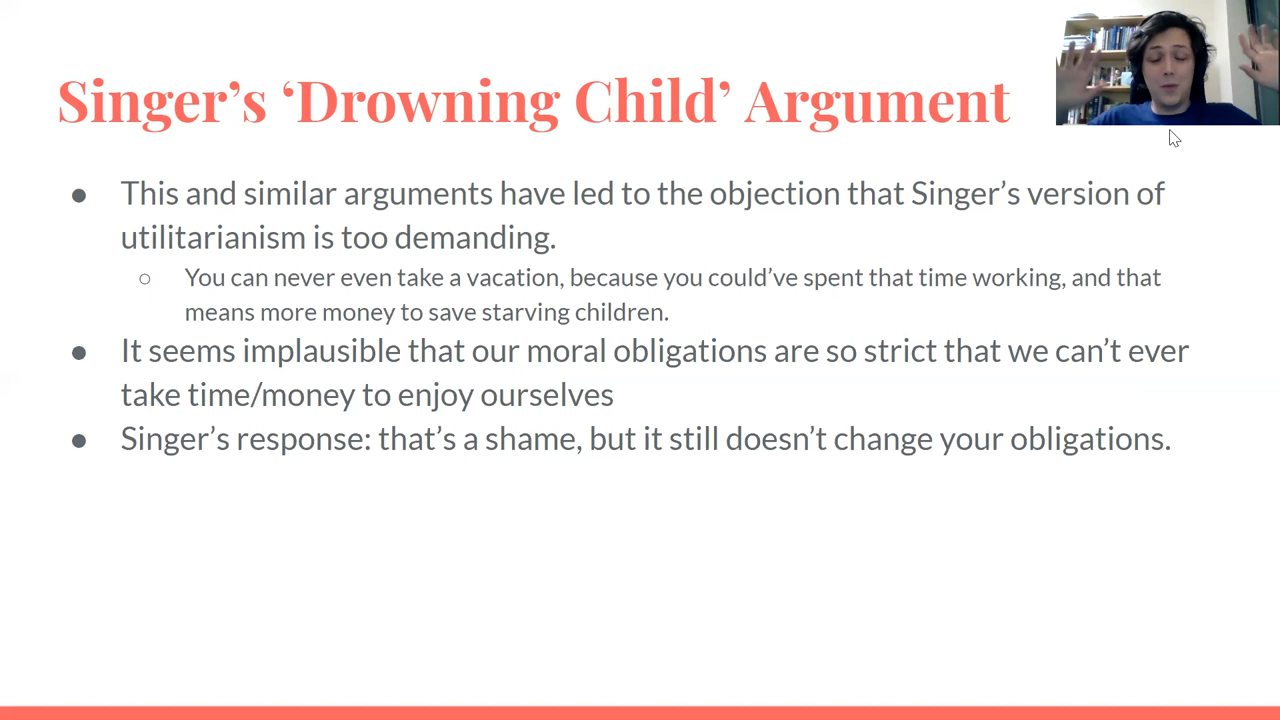 Singer’s ‘Drowning Child’ Argument
● This and similar arguments have led to the objection that Singer’s version of
utilitarianism is too demanding.
○ You can never even take a vacation, because you could’ve spent that time working, and that
means more money to save starving children.
● It seems implausible that our moral obligations are so strict that we can’t ever
take time/money to enjoy ourselves
● Singer’s response: that’s a shame, but it still doesn’t change your obligations.